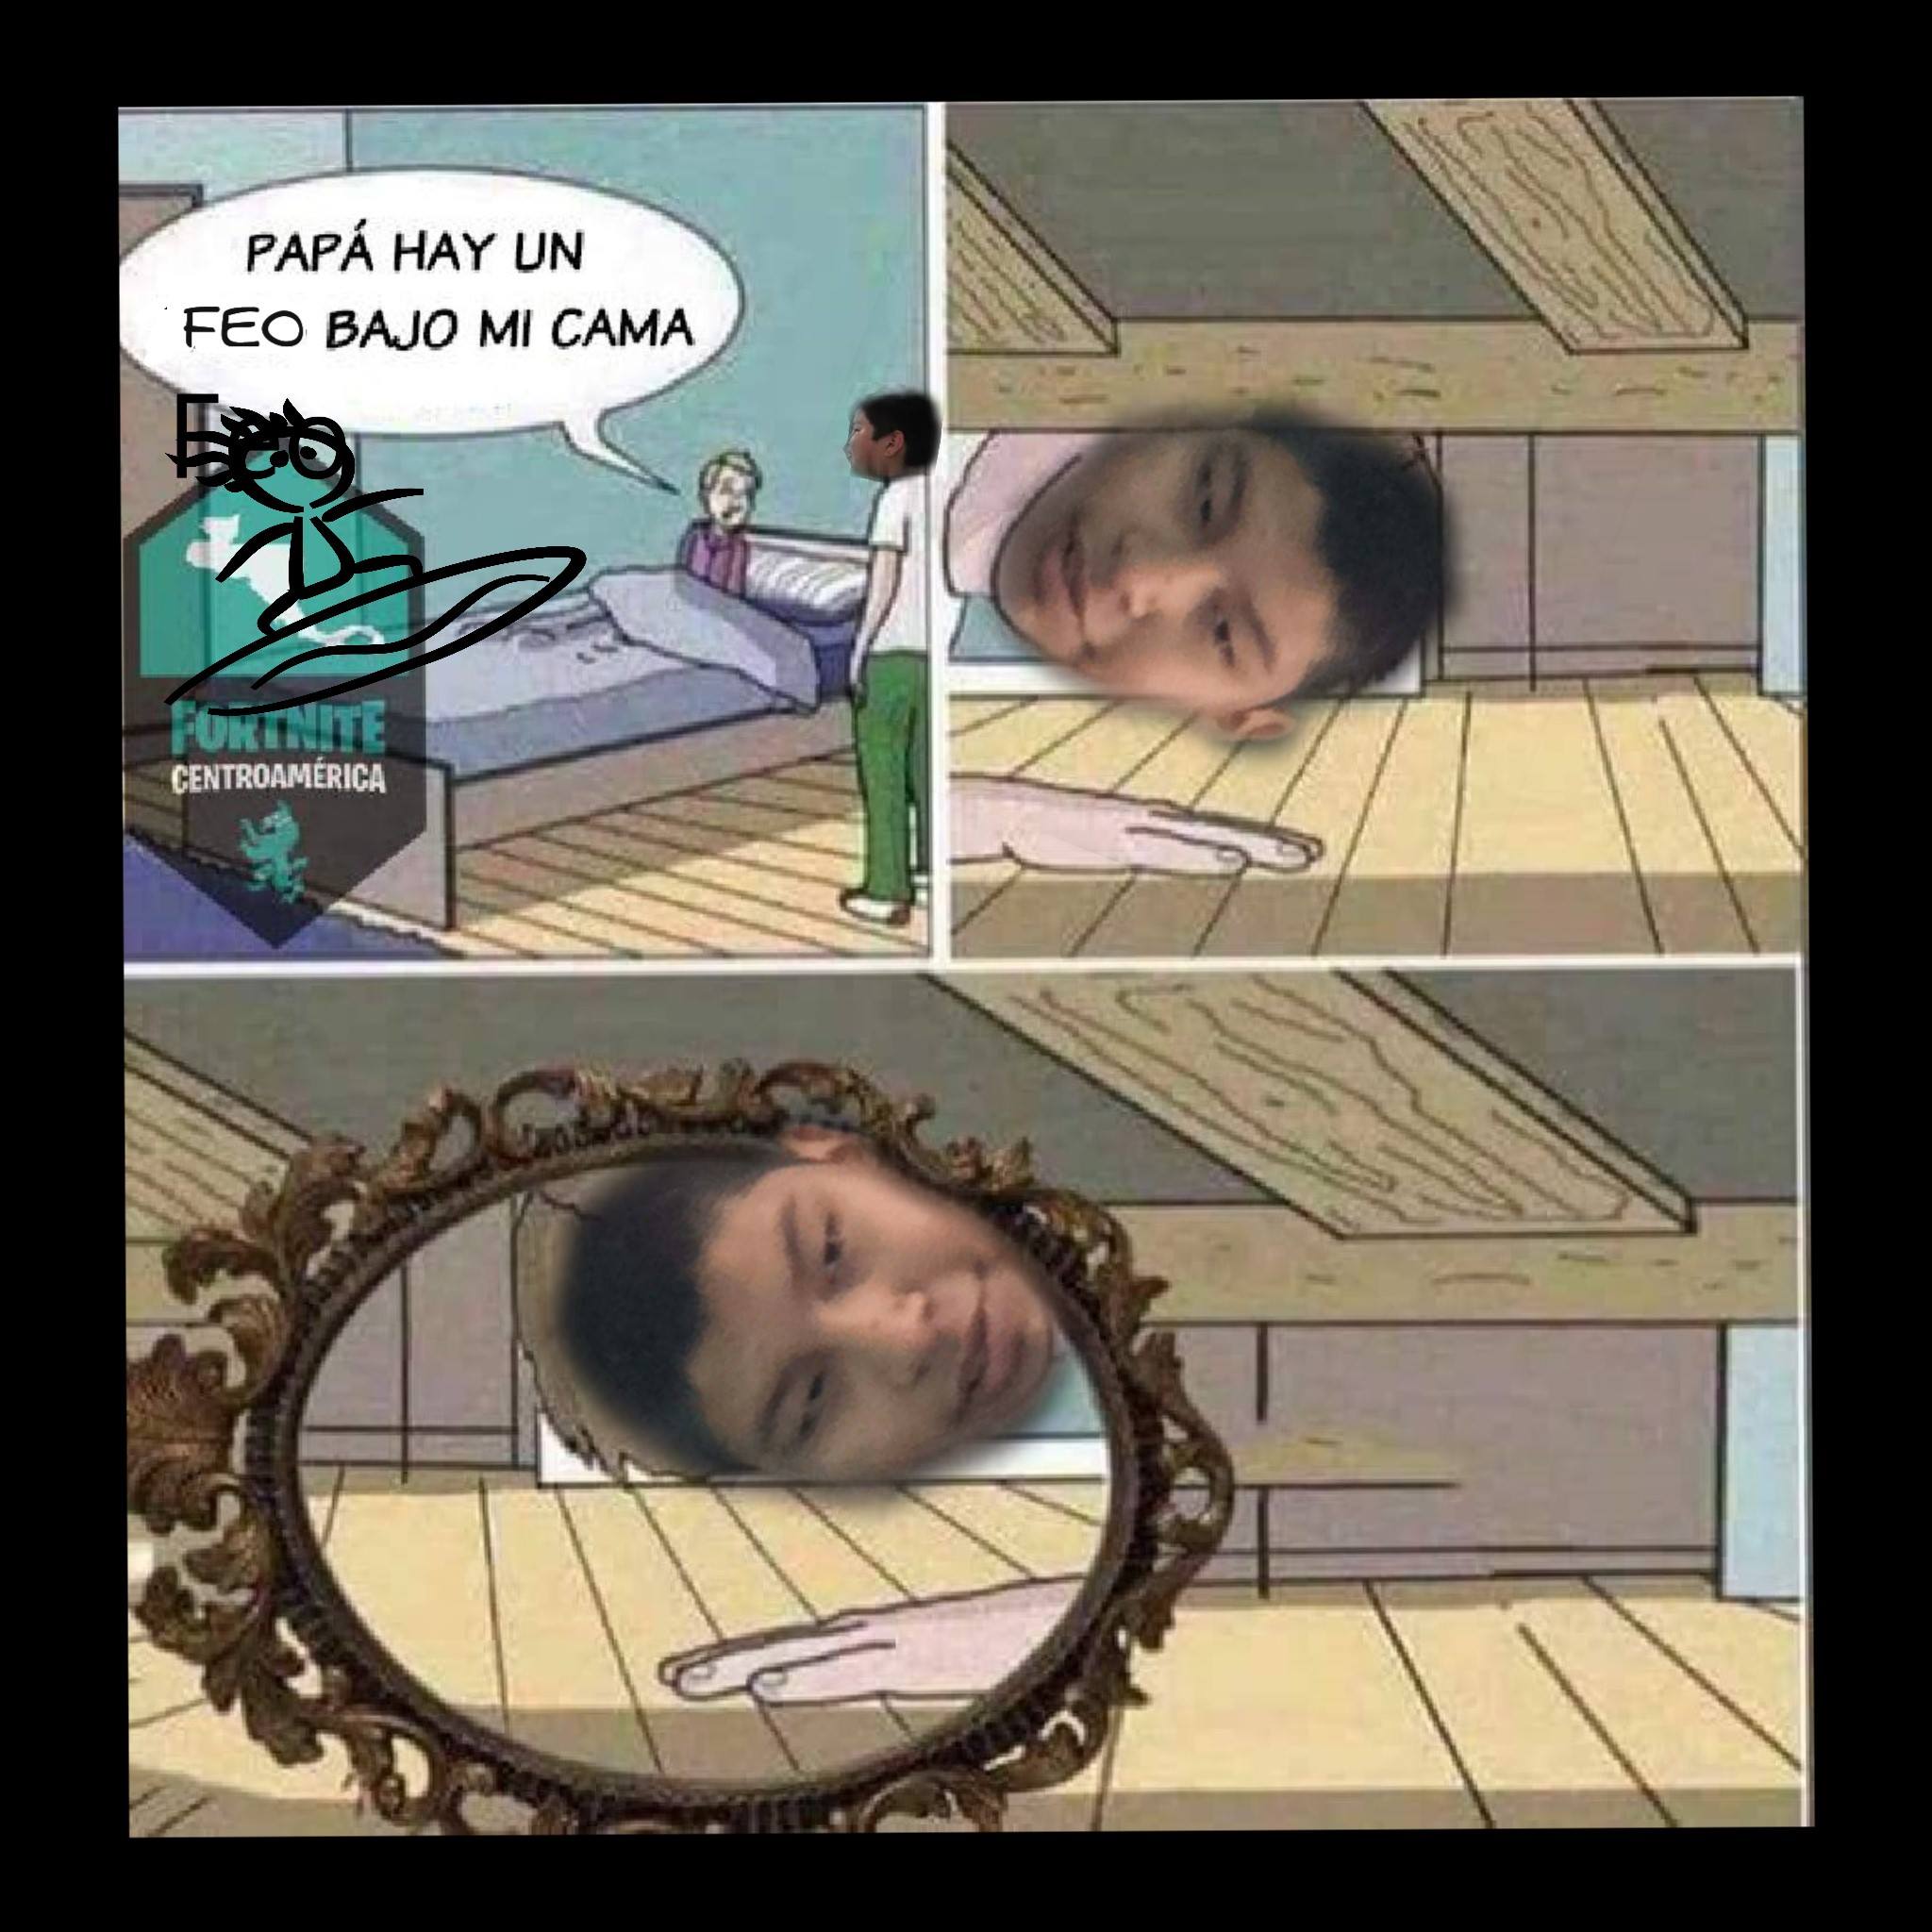 PAPÁ HAY UN
FEO BAJO MI CAMA
Feo
FORTNITE
CENTROAMÉRICA